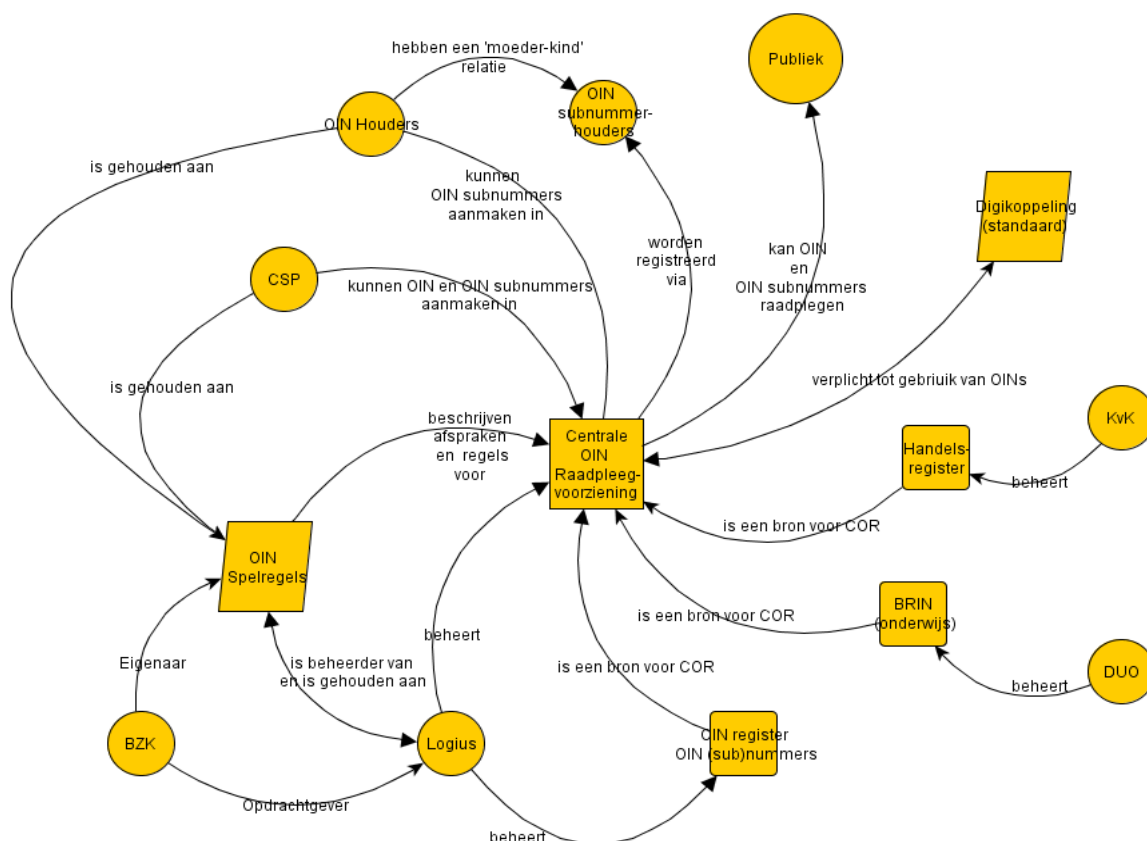 hebben een 'moeder-kind'
relatie
Publiek
OIN
subnummer-
houders
OIN Houders
is gehouden aan
kunnen
OIN subnummers
aanmaken in
Digikoppeling
(standaard)
worden
registreerd
via
kan OIN
en
OIN subnummers
raadplegen
CSP
kunnen OIN en OIN subnummers
aanmaken in
is gehouden aan
verplicht tot gebriuik van OINs
beschrijven
afspraken
en regels
voor
Centrale
OIN
Raadpleeg-
voorziening
Handels-
register
KvK
beheert
is een bron voor COR
OIN
Spelregels
BRIN
(onderwijs)
is een bron voor COR
beheert
Eigenaar
is beheerder van
en is gehouden aan
is een bron voor COR
beheert
DUO
BZK
Logius
CIN register
OIN (sub)nummers
Opdrachtgever
beheert